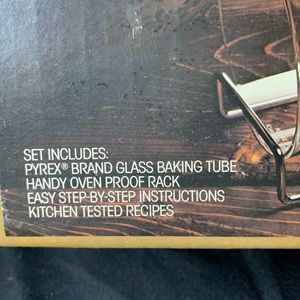 SET INCLUDES:
PYREX® BRAND GLASS BAKING TUBE
HANDY OVEN PROOF RACK
EASY STEP-BY-STEP INSTRUCTIONS
KITCHEN TESTED RECIPES